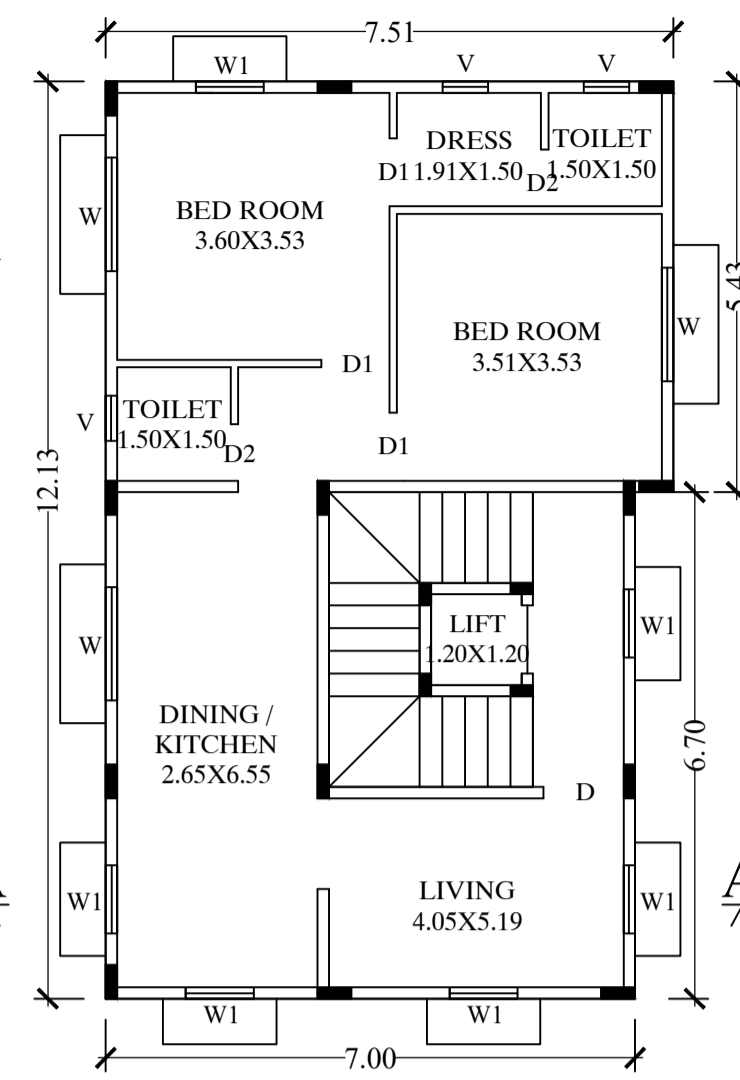 7.51
W1
V
V
DRESS
1.91X1.50
TOILET
1.50X1.50
D1
D2
W
BED ROOM
3.60X3.53
5.43
BED ROOM
3.51X3.53
W
D1
V
TOILET
1.50X1.50
D2
D1
12.13
LIFT
1.20X1.20
W1
W
DINING /
KITCHEN
2.65X6.55
6.70
D
W1
LIVING
4.05X5.19
W1
A
W1
W1
7.00